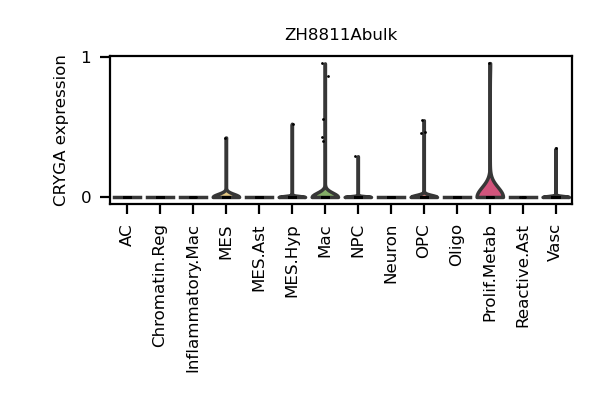 ZH8811Abulk
CRYGA expression
1
0
AC
Chromatin.Reg
Inflammatory.Mac
MES
MES.Ast
MES.Hyp
Mac
NPC
Neuron
OPC
Oligo
Prolif.Metab
Reactive.Ast
Vasc